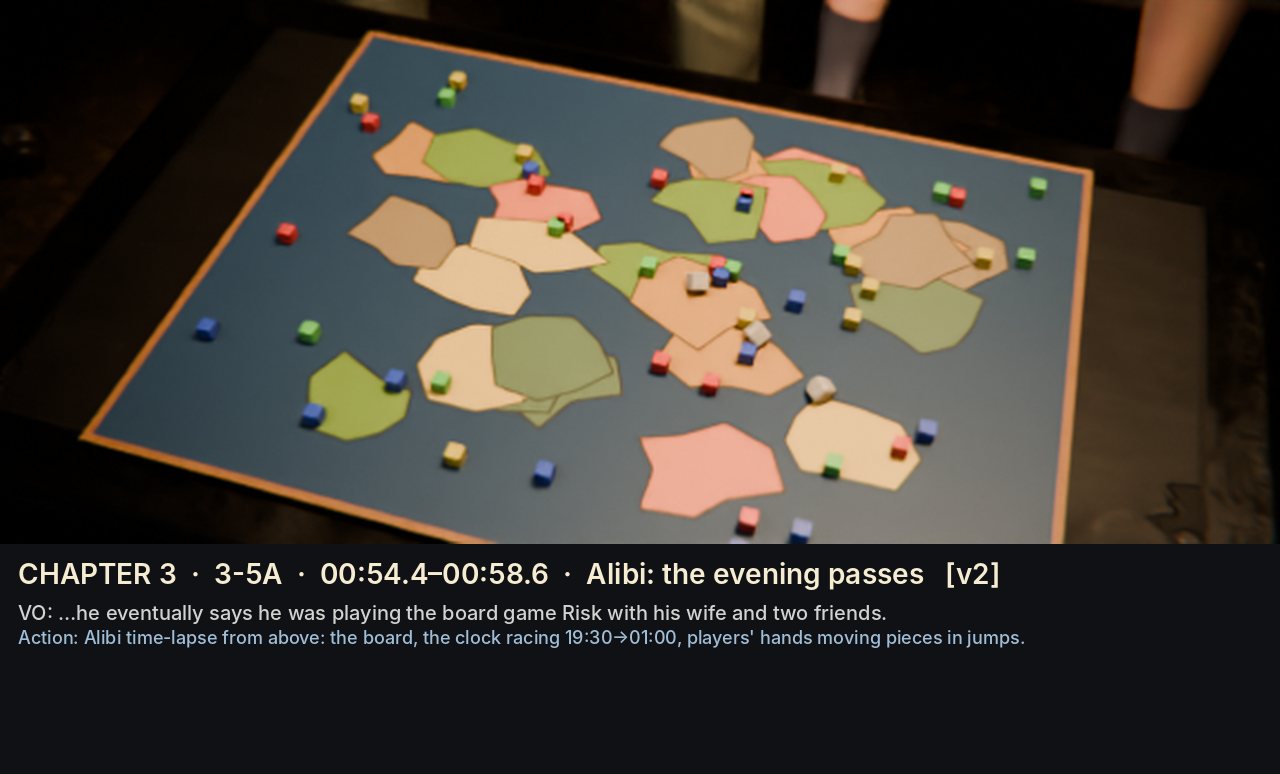 CHAPTER 3 · 3-5A · 00:54.4–00:58.6 · Alibi: the evening passes [v2]
VO: ...he eventually says he was playing the board game Risk with his wife and two friends.
Action: Alibi time-lapse from above: the board, the clock racing 19:30→01:00, players' hands moving pieces in jumps.